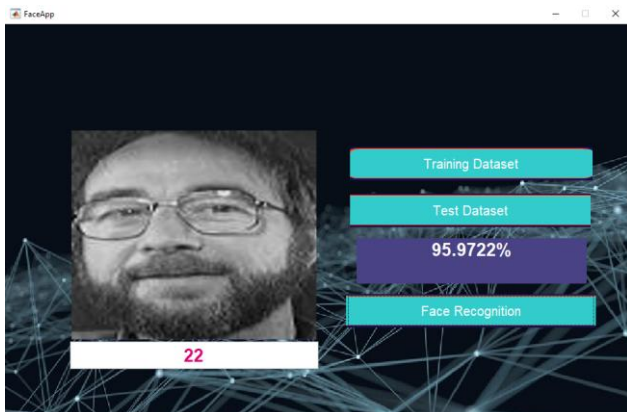 FaceApp
Training Dataset
Test Dataset
95.9722%
Face Recognition
22